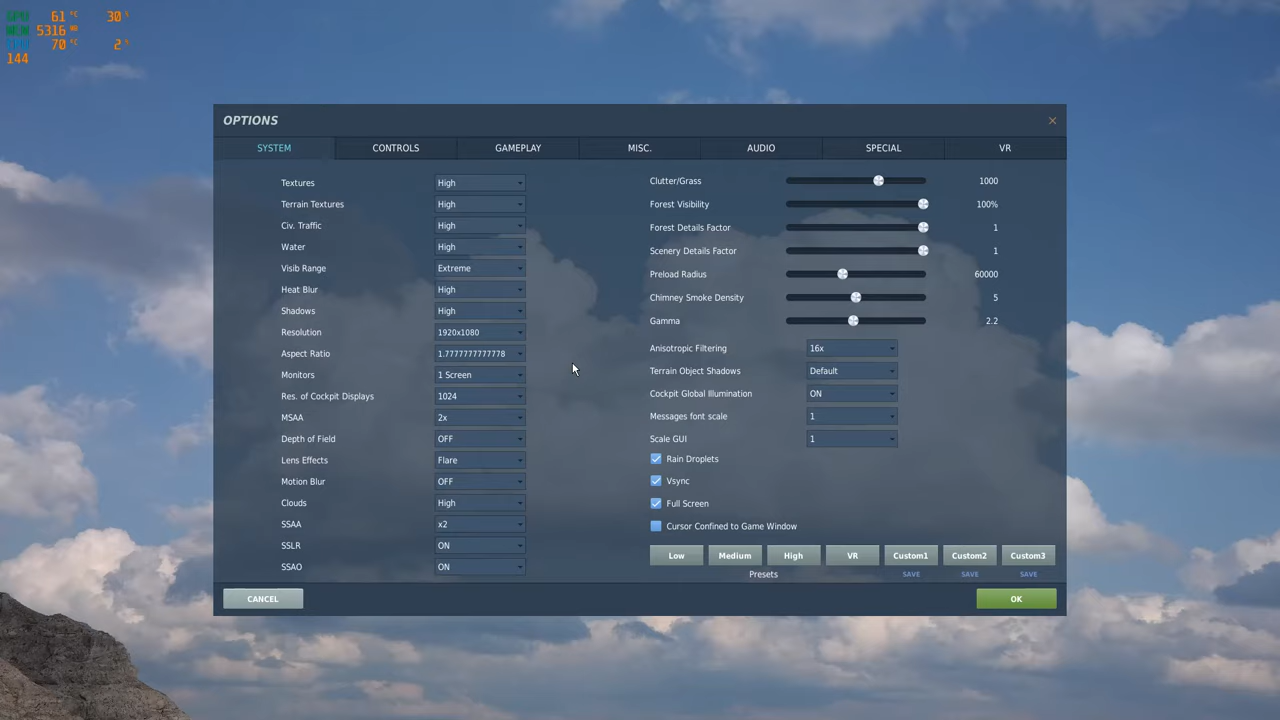 GPU 61 °C 30 %
MEM 5316 MB
CPU 70 °C 2 %
144
OPTIONS
SYSTEM CONTROLS GAMEPLAY MISC. AUDIO SPECIAL VR
Textures High
Terrain Textures High
Civ. Traffic High
Water High
Visib Range Extreme
Heat Blur High
Shadows High
Resolution 1920x1080
Aspect Ratio 1.7777777777778
Monitors 1 Screen
Res. of Cockpit Displays 1024
MSAA 2x
Depth of Field OFF
Lens Effects Flare
Motion Blur OFF
Clouds High
SSAA x2
SSLR ON
SSAO ON
Clutter/Grass 1000
Forest Visibility 100%
Forest Details Factor 1
Scenery Details Factor 1
Preload Radius 60000
Chimney Smoke Density 5
Gamma 2.2
Anisotropic Filtering 16x
Terrain Object Shadows Default
Cockpit Global Illumination ON
Messages font scale 1
Scale GUI 1
Rain Droplets
Vsync
Full Screen
Cursor Confined to Game Window
Low Medium High VR Custom1 Custom2 Custom3
Presets SAVE SAVE SAVE
CANCEL OK